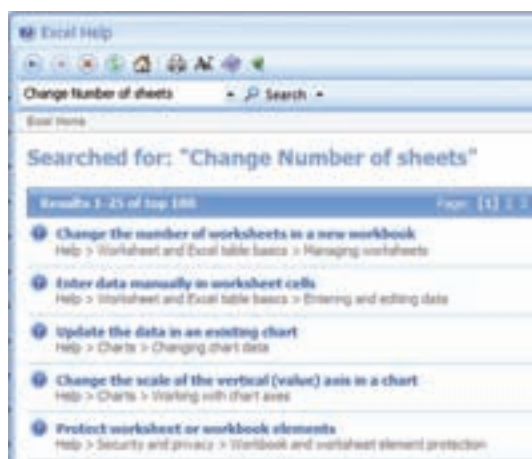 Excel Help
Change Number of sheets Search
Excel Home
Searched for: "Change Number of sheets"
Results 1-25 of top 100 Page: [1] 2 3
Change the number of worksheets in a new workbook
Help > Worksheet and Excel table basics > Managing worksheets
Enter data manually in worksheet cells
Help > Worksheet and Excel table basics > Entering and editing data
Update the data in an existing chart
Help > Charts > Changing chart data
Change the scale of the vertical (value) axis in a chart
Help > Charts > Working with chart axes
Protect worksheet or workbook elements
Help > Security and privacy > Workbook and worksheet element protection